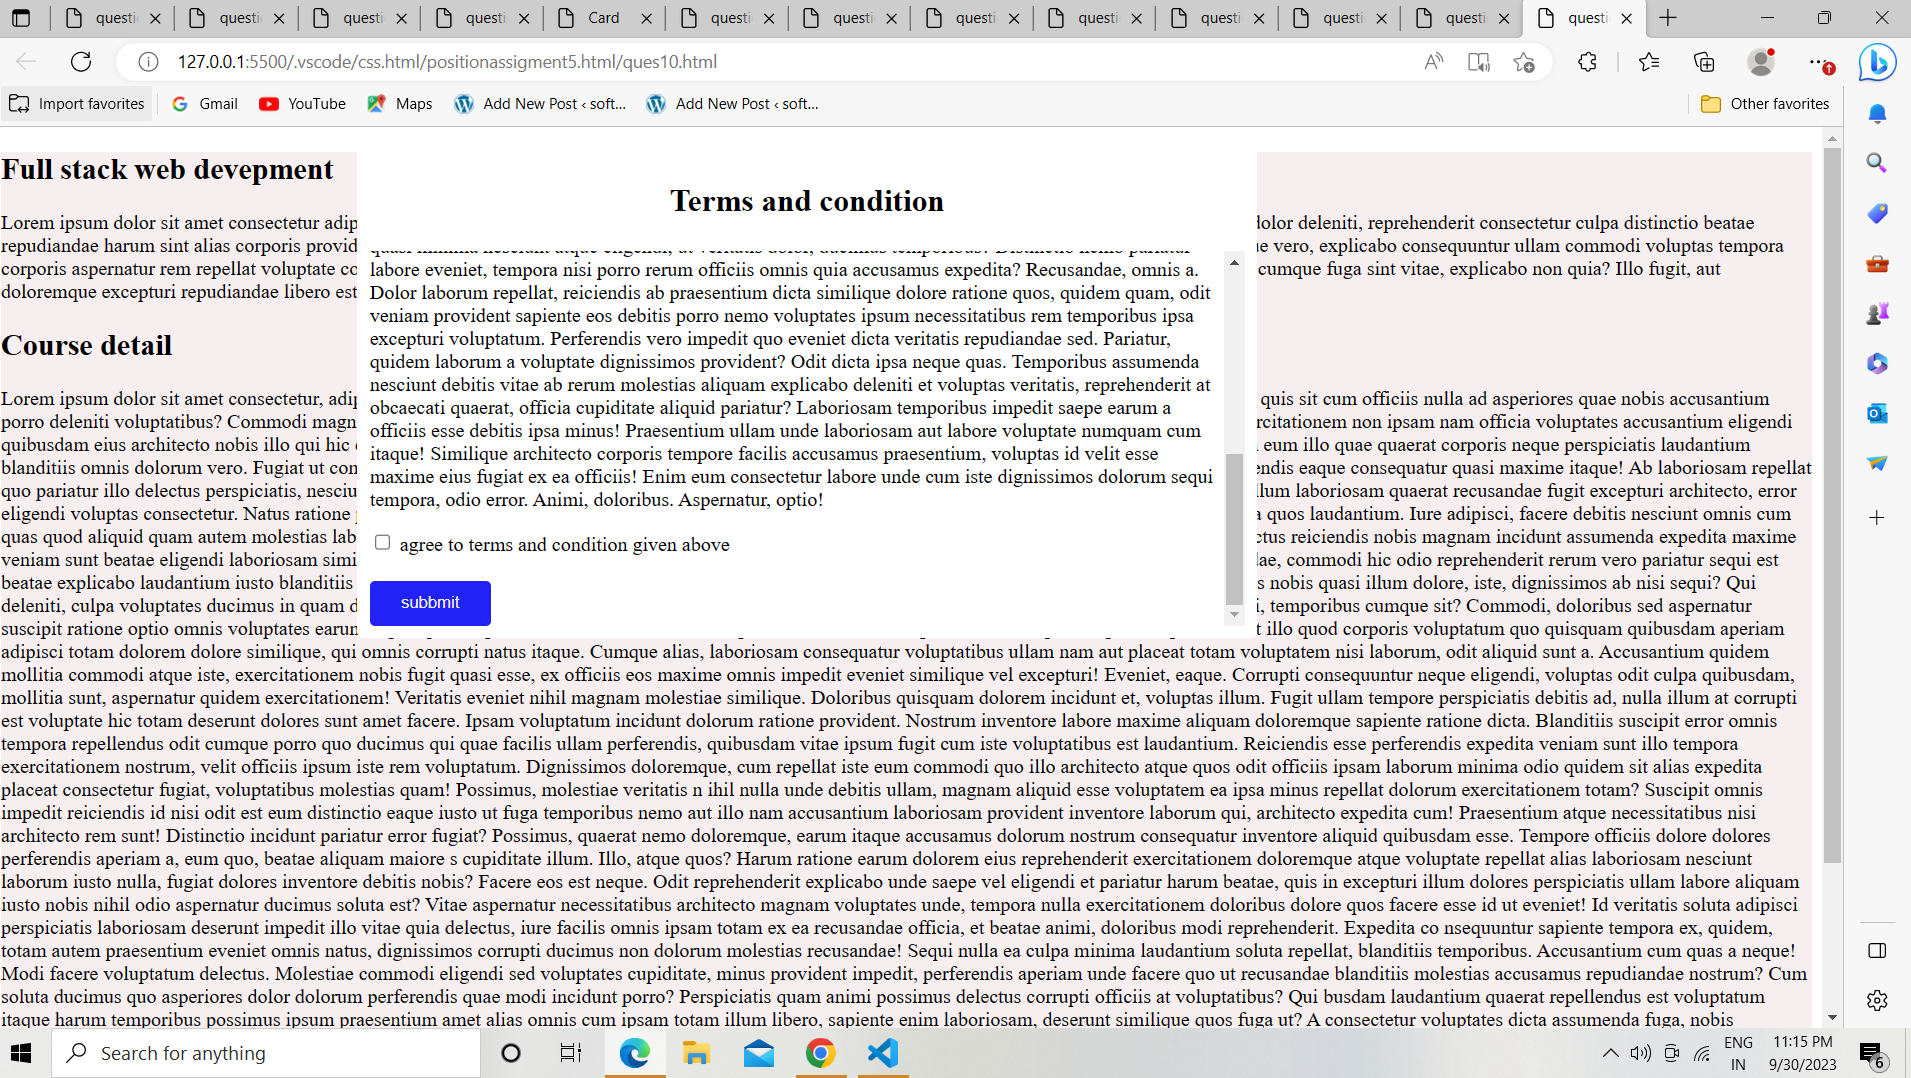 questi
questi
questi
questi
Card
questi
questi
questi
questi
questi
questi
questi
questi
127.0.0.1:5500/.vscode/css.html/positionassigment5.html/ques10.html
Import favorites
Gmail
YouTube
Maps
Add New Post ‹ soft...
Add New Post ‹ soft...
Other favorites
Full stack web devepment
Lorem ipsum dolor sit amet consectetur adip
dolor deleniti, reprehenderit consectetur culpa distinctio beatae
repudiandae harum sint alias corporis provid
vero, explicabo consequuntur ullam commodi voluptas tempora
corporis aspernatur rem repellat voluptate co
cumque fuga sint vitae, explicabo non quia? Illo fugit, aut
doloremque excepturi repudiandae libero est
Course detail
Lorem ipsum dolor sit amet consectetur, adip
quis sit cum officiis nulla ad asperiores quae nobis accusantium
porro deleniti voluptatibus? Commodi magn
rcitationem non ipsam nam officia voluptates accusantium eligendi
quibusdam eius architecto nobis illo qui hic
eum illo quae quaerat corporis neque perspiciatis laudantium
blanditiis omnis dolorum vero. Fugiat ut con
endis eaque consequatur quasi maxime itaque! Ab laboriosam repellat
quo pariatur illo delectus perspiciatis, nesciu
llum laboriosam quaerat recusandae fugit excepturi architecto, error
eligendi voluptas consectetur. Natus ratione
quos laudantium. Iure adipisci, facere debitis nesciunt omnis cum
quas quod aliquid quam autem molestias lab
ctus reiciendis nobis magnam incidunt assumenda expedita maxime
veniam sunt beatae eligendi laboriosam simi
lae, commodi hic odio reprehenderit rerum vero pariatur sequi est
beatae explicabo laudantium iusto blanditiis
s nobis quasi illum dolore, iste, dignissimos ab nisi sequi? Qui
deleniti, culpa voluptates ducimus in quam d
i, temporibus cumque sit? Commodi, doloribus sed aspernatur
suscipit ratione optio omnis voluptates earun
t illo quod corporis voluptatum quo quisquam quibusdam aperiam
Terms and condition
quasi minima nesciunt atque eligendi, ut veritatis dolor, ducimus temporibus? Distinctio nemo pariatur
labore eveniet, tempora nisi porro rerum officiis omnis quia accusamus expedita? Recusandae, omnis a.
Dolor laborum repellat, reiciendis ab praesentium dicta similique dolore ratione quos, quidem quam, odit
veniam provident sapiente eos debitis porro nemo voluptates ipsum necessitatibus rem temporibus ipsa
excepturi voluptatum. Perferendis vero impedit quo eveniet dicta veritatis repudiandae sed. Pariatur,
quidem laborum a voluptate dignissimos provident? Odit dicta ipsa neque quas. Temporibus assumenda
nesciunt debitis vitae ab rerum molestias aliquam explicabo deleniti et voluptas veritatis, reprehenderit at
obcaecati quaerat, officia cupiditate aliquid pariatur? Laboriosam temporibus impedit saepe earum a
officiis esse debitis ipsa minus! Praesentium ullam unde laboriosam aut labore voluptate numquam cum
itaque! Similique architecto corporis tempore facilis accusamus praesentium, voluptas id velit esse
maxime eius fugiat ex ea officiis! Enim eum consectetur labore unde cum iste dignissimos dolorum sequi
tempora, odio error. Animi, doloribus. Aspernatur, optio!
agree to terms and condition given above
subbmit
adipisci totam dolorem dolore similique, qui omnis corrupti natus itaque. Cumque alias, laboriosam consequatur voluptatibus ullam nam aut placeat totam voluptatem nisi laborum, odit aliquid sunt a. Accusantium quidem
mollitia commodi atque iste, exercitationem nobis fugit quasi esse, ex officiis eos maxime omnis impedit eveniet similique vel excepturi! Eveniet, eaque. Corrupti consequuntur neque eligendi, voluptas odit culpa quibusdam,
mollitia sunt, aspernatur quidem exercitationem! Veritatis eveniet nihil magnam molestiae similique. Doloribus quisquam dolorem incidunt et, voluptas illum. Fugit ullam tempore perspiciatis debitis ad, nulla illum at corrupti
est voluptate hic totam deserunt dolores sunt amet facere. Ipsam voluptatum incidunt dolorum ratione provident. Nostrum inventore labore maxime aliquam doloremque sapiente ratione dicta. Blanditiis suscipit error omnis
tempora repellendus odit cumque porro quo ducimus qui quae facilis ullam perferendis, quibusdam vitae ipsum fugit cum iste voluptatibus est laudantium. Reiciendis esse perferendis expedita veniam sunt illo tempora
exercitationem nostrum, velit officiis ipsum iste rem voluptatum. Dignissimos doloremque, cum repellat iste eum commodi quo illo architecto atque quos odit officiis ipsam laborum minima odio quidem sit alias expedita
placeat consectetur fugiat, voluptatibus molestias quam! Possimus, molestiae veritatis n ihil nulla unde debitis ullam, magnam aliquid esse voluptatem ea ipsa minus repellat dolorum exercitationem totam? Suscipit omnis
impedit reiciendis id nisi odit est eum distinctio eaque iusto ut fuga temporibus nemo aut illo nam accusantium laboriosam provident inventore laborum qui, architecto expedita cum! Praesentium atque necessitatibus nisi
architecto rem sunt! Distinctio incidunt pariatur error fugiat? Possimus, quaerat nemo doloremque, earum itaque accusamus dolorum nostrum consequatur inventore aliquid quibusdam esse. Tempore officiis dolore dolores
perferendis aperiam a, eum quo, beatae aliquam maiore s cupiditate illum. Illo, atque quos? Harum ratione earum dolorem eius reprehenderit exercitationem doloremque atque voluptate repellat alias laboriosam nesciunt
laborum iusto nulla, fugiat dolores inventore debitis nobis? Facere eos est neque. Odit reprehenderit explicabo unde saepe vel eligendi et pariatur harum beatae, quis in excepturi illum dolores perspiciatis ullam labore aliquam
iusto nobis nihil odio aspernatur ducimus soluta est? Vitae aspernatur necessitatibus architecto magnam voluptates unde, tempora nulla exercitationem doloribus dolore quos facere esse id ut eveniet! Id veritatis soluta adipisci
perspiciatis laboriosam deserunt impedit illo vitae quia delectus, iure facilis omnis ipsam totam ex ea recusandae officia, et beatae animi, doloribus modi reprehenderit. Expedita co nsequuntur sapiente tempora ex, quidem,
totam autem praesentium eveniet omnis natus, dignissimos corrupti ducimus non dolorum molestias recusandae! Sequi nulla ea culpa minima laudantium soluta repellat, blanditiis temporibus. Accusantium cum quas a neque!
Modi facere voluptatum delectus. Molestiae commodi eligendi sed voluptates cupiditate, minus provident impedit, perferendis aperiam unde facere quo ut recusandae blanditiis molestias accusamus repudiandae nostrum? Cum
soluta ducimus quo asperiores dolor dolorum perferendis quae modi incidunt porro? Perspiciatis quam animi possimus delectus corrupti officiis at voluptatibus? Qui busdam laudantium quaerat repellendus est voluptatum
itaque harum temporibus possimus ipsum praesentium amet alias omnis cum ipsam totam illum libero, sapiente enim laboriosam, deserunt similique quos fuga ut? A consectetur voluptates dicta assumenda fuga, nobis
Search for anything
ENG
IN
11:15 PM
9/30/2023
6